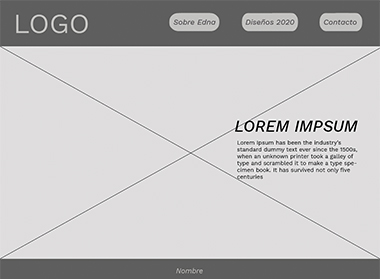 LOGO
Sobre Edna
Diseños 2020
Contacto
LOREM IMPSUM
Lorem Ipsum has been the industry's
standard dummy text ever since the 1500s,
when an unknown printer took a galley of
type and scrambled it to make a type spe-
cimen book. It has survived not only five
centuries
Nombre